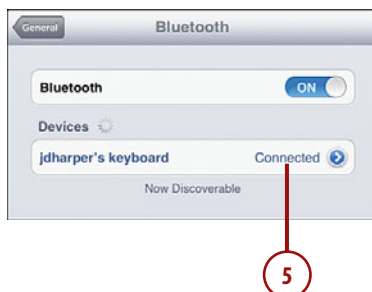 General Bluetooth
Bluetooth ON
Devices
jdharper's keyboard Connected
Now Discoverable
5